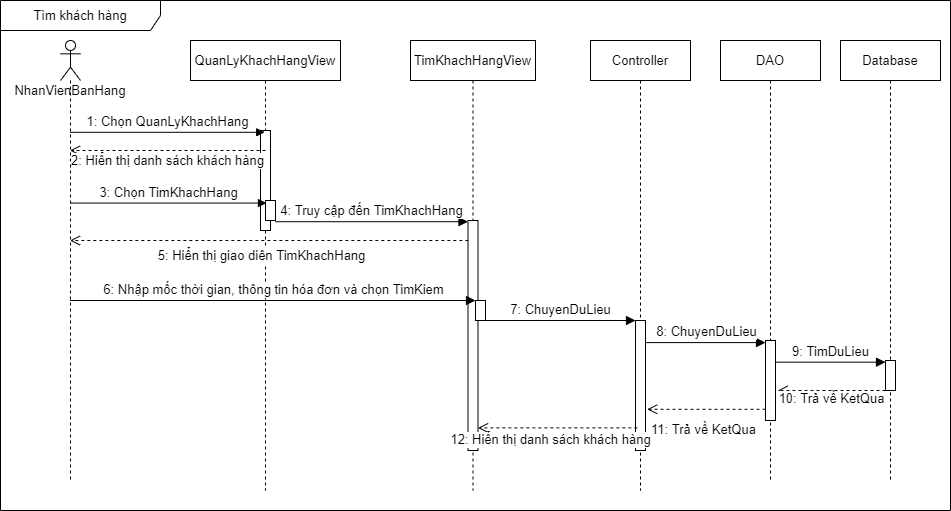 Tìm khách hàng
NhanVienBanHang
QuanLyKhachHangView
TimKhachHangView
Controller
DAO
Database
1: Chọn QuanLyKhachHang
2: Hiển thị danh sách khách hàng
3: Chọn TimKhachHang
4: Truy cập đến TimKhachHang
5: Hiển thị giao diên TimKhachHang
6: Nhập mốc thời gian, thông tin hóa đơn và chọn TimKiem
7: ChuyenDuLieu
8: ChuyenDuLieu
9: TimDuLieu
10: Trả về KetQua
11: Trả về KetQua
12: Hiển thị danh sách khách hàng